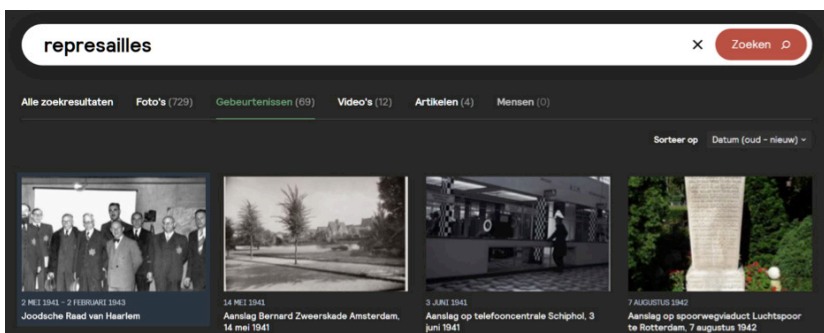 represailles
× Zoeken
Alle zoekresultaten Foto's (729) Gebeurtenissen (69) Video's (12) Artikelen (4) Mensen (0)
Sorteer op Datum (oud - nieuw)
2 MEI 1941 - 2 FEBRUARI 1943
Joodsche Raad van Haarlem
14 MEI 1941
Aanslag Bernard Zweerskade Amsterdam,
14 mei 1941
3 JUNI 1941
Aanslag op telefooncentrale Schiphol, 3
juni 1941
7 AUGUSTUS 1942
Aanslag op spoorwegviaduct Luchtspoor
te Rotterdam, 7 augustus 1942